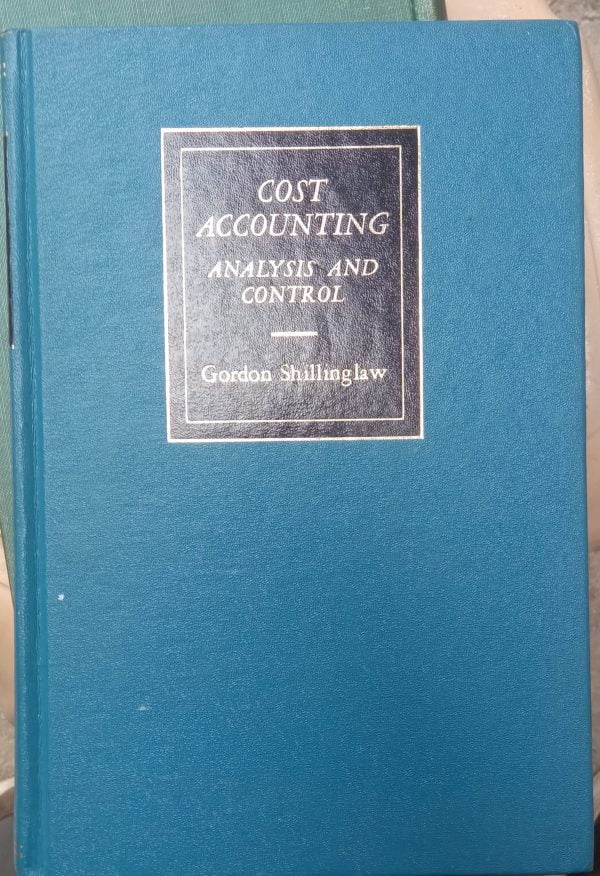 COST
ACCOUNTING
ANALYSIS AND
CONTROL
Gordon Shillinglaw